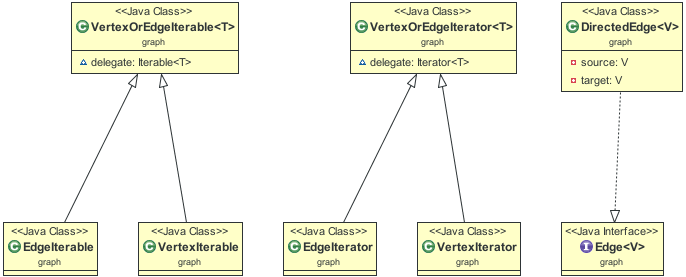 <<Java Class>>
VertexOrEdgeIterable<T>
graph
delegate: Iterable<T>
<<Java Class>>
VertexOrEdgeIterator<T>
graph
delegate: Iterator<T>
<<Java Class>>
DirectedEdge<V>
graph
source: V
target: V
<<Java Class>>
EdgeIterable
graph
<<Java Class>>
VertexIterable
graph
<<Java Class>>
EdgeIterator
graph
<<Java Class>>
VertexIterator
graph
<<Java Interface>>
Edge<V>
graph